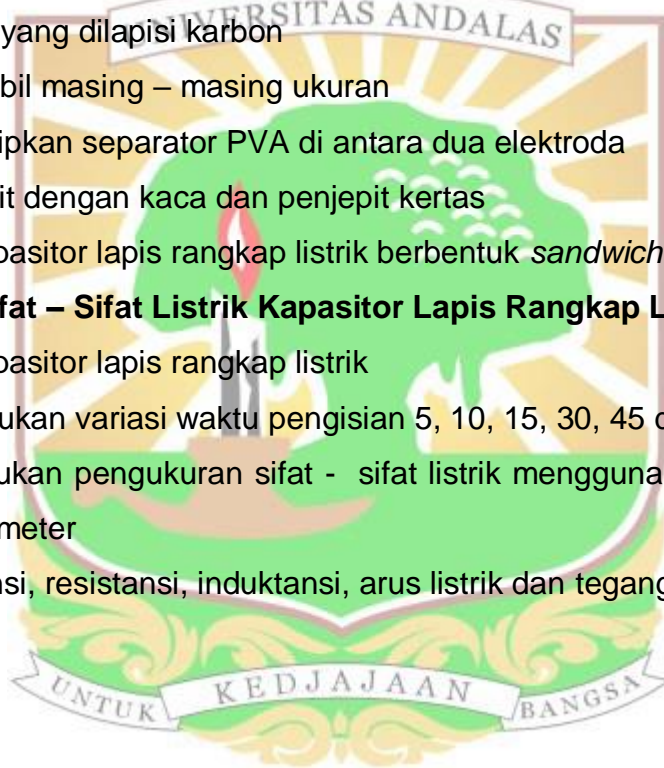 UNIVERSITAS ANDALAS
yang dilapisi karbon
bil masing – masing ukuran
ipkan separator PVA di antara dua elektroda
it dengan kaca dan penjepit kertas
pasitor lapis rangkap listrik berbentuk sandwich
fat – Sifat Listrik Kapasitor Lapis Rangkap L
pasitor lapis rangkap listrik
ukan variasi waktu pengisian 5, 10, 15, 30, 45 d
ukan pengukuran sifat - sifat listrik mengguna
meter
nsi, resistansi, induktansi, arus listrik dan tegang
UNTUK KEDJAJAAN BANGSA